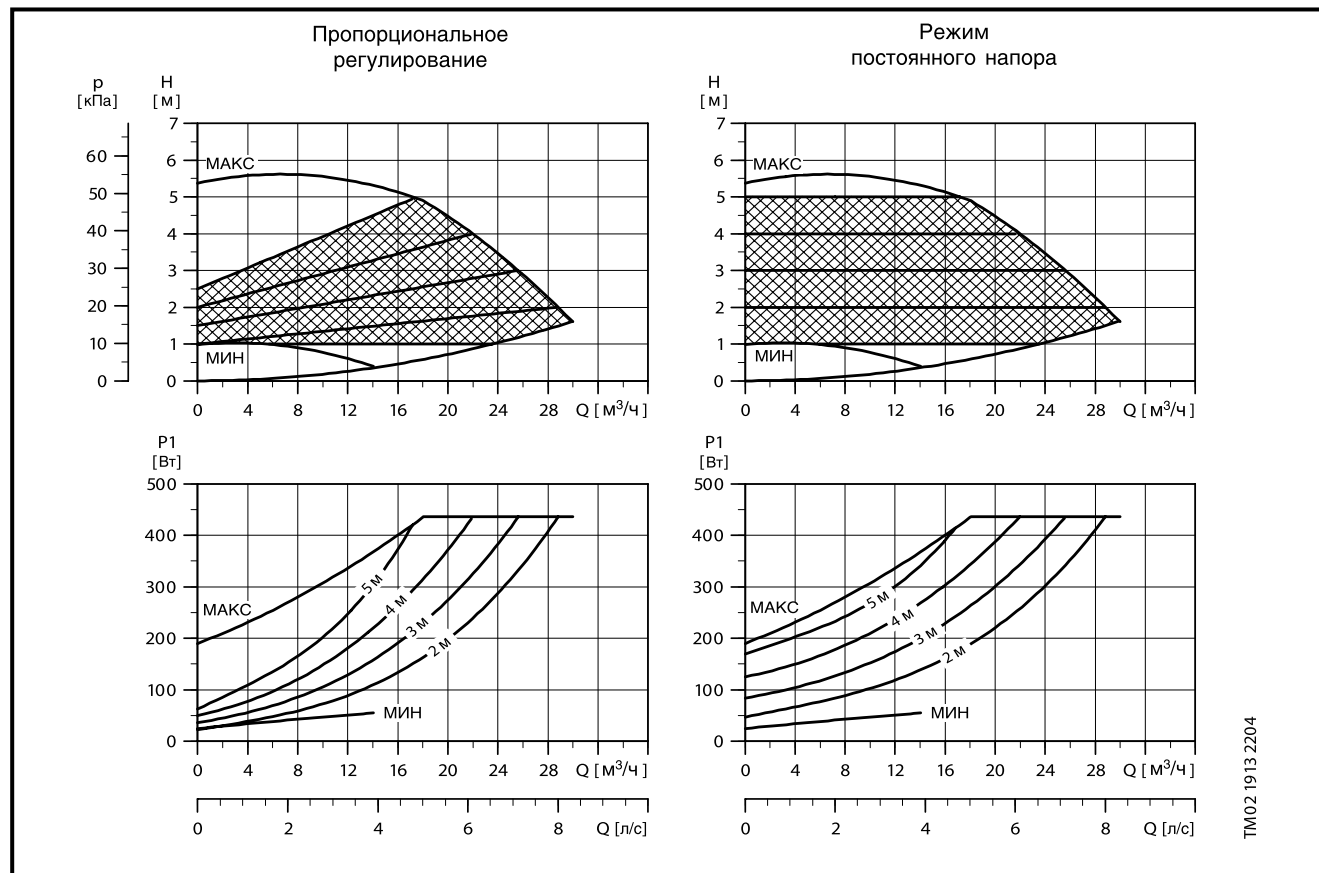 Пропорциональное
регулирование
Режим
постоянного напора
p
[кПа]
H
[м]
H
[м]
7
6
5
4
3
2
1
0
60
50
40
30
20
10
0
МАКС
МИН
0 4 8 12 16 20 24 28 Q [м³/ч]
7
6
5
4
3
2
1
0
МАКС
МИН
0 4 8 12 16 20 24 28 Q [м³/ч]
P1
[Вт]
500
400
300
200
100
0
МАКС
5 м
4 м
3 м
2 м
МИН
0 4 8 12 16 20 24 28 Q [м³/ч]
0 2 4 6 8 Q [л/с]
P1
[Вт]
500
400
300
200
100
0
МАКС
5 м
4 м
3 м
2 м
МИН
0 4 8 12 16 20 24 28 Q [м³/ч]
0 2 4 6 8 Q [л/с]
TM02 1913 2204